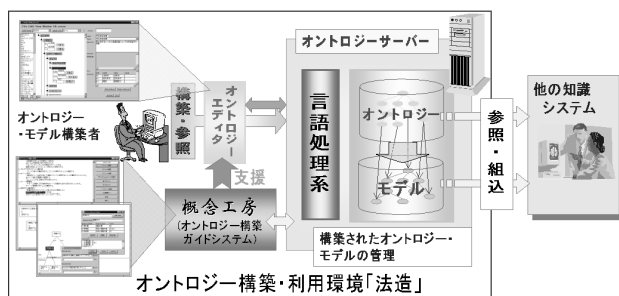 オントロジーサーバー
オントロジー
・モデル構築者
構築・参照
オントロジー
エディタ
言語処理系
オントロジー
モデル
参照・組込
他の知識
システム
支援
概念工房
(オントロジー構築
ガイドシステム)
構築されたオントロジー・
モデルの管理
オントロジー構築・利用環境「法造」